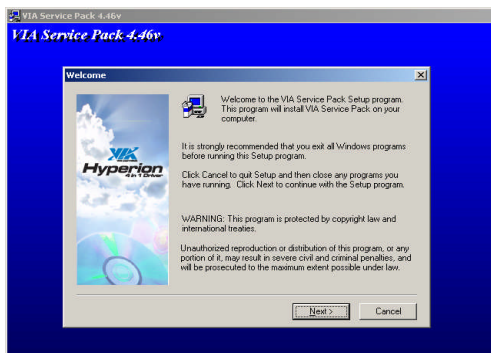 VIA Service Pack 4.46v
VIA Service Pack 4.46v
Welcome
Welcome to the VIA Service Pack Setup program.
This program will install VIA Service Pack on your
computer.
It is strongly recommended that you exit all Windows programs
before running this Setup program.
Click Cancel to quit Setup and then close any programs you
have running. Click Next to continue with the Setup program.
WARNING: This program is protected by copyright law and
international treaties.
Unauthorized reproduction or distribution of this program, or any
portion of it, may result in severe civil and criminal penalties, and
will be prosecuted to the maximum extent possible under law.
VIA
Hyperion
4 in 1 Driver
Next >
Cancel